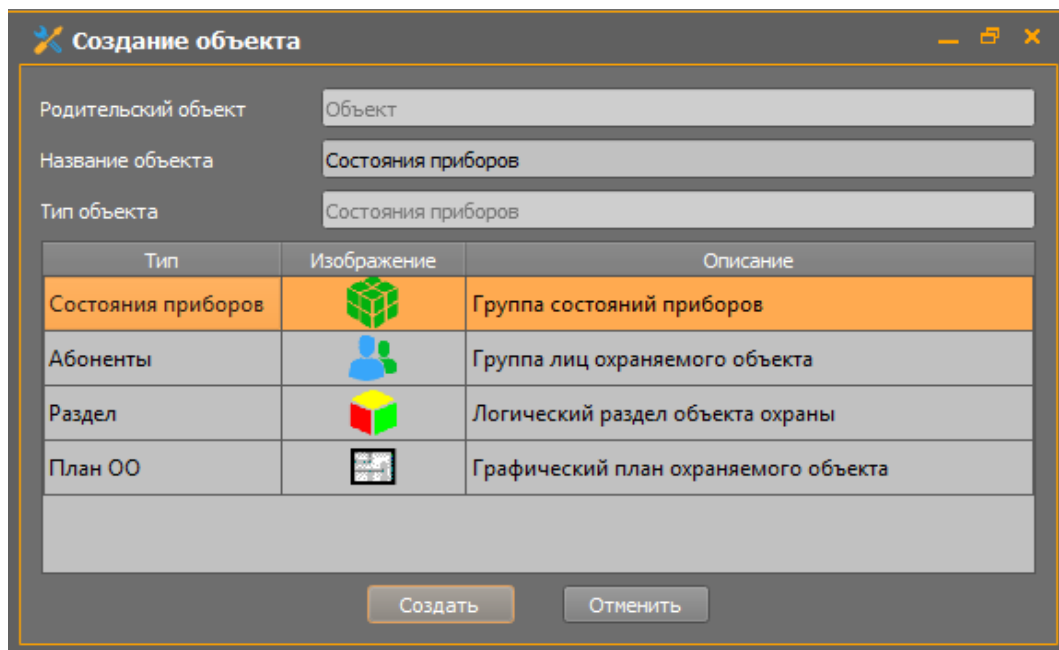 Создание объекта
Родительский объект Объект
Название объекта Состояния приборов
Тип объекта Состояния приборов
Тип Изображение Описание
Состояния приборов Группа состояний приборов
Абоненты Группа лиц охраняемого объекта
Раздел Логический раздел объекта охраны
План ОО Графический план охраняемого объекта
Создать Отменить